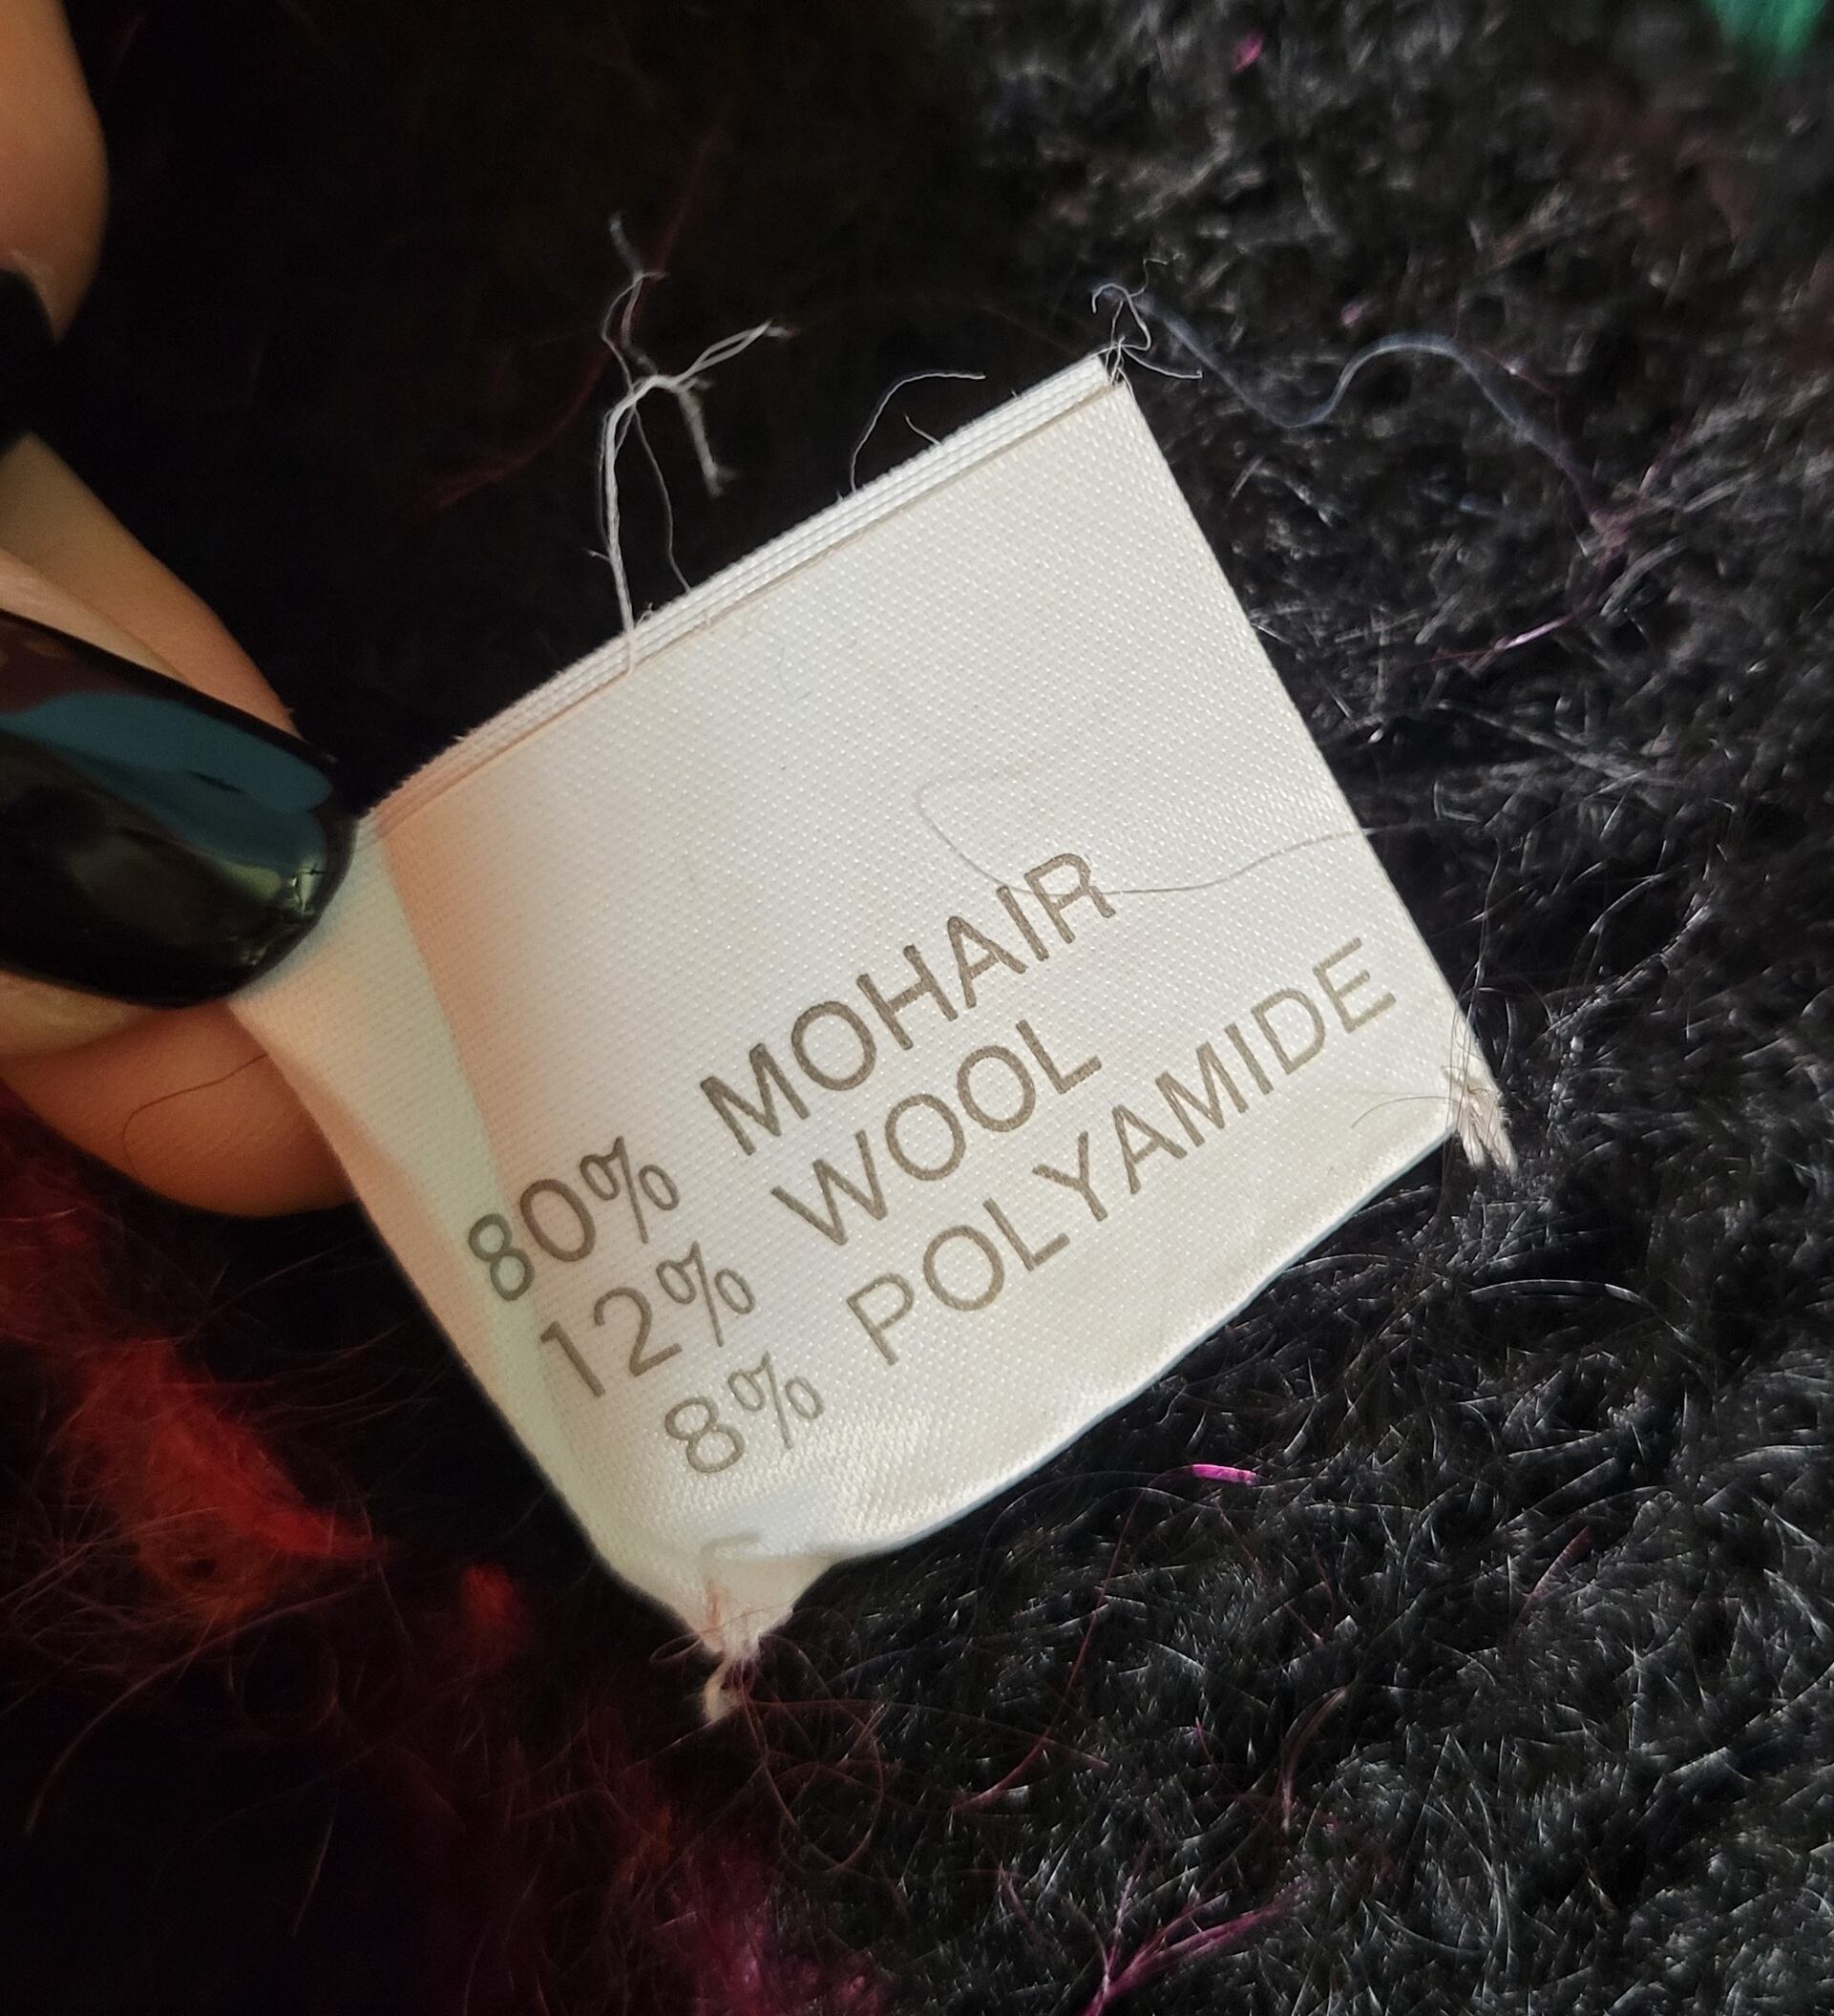 80% MOHAIR
12% WOOL
8% POLYAMIDE